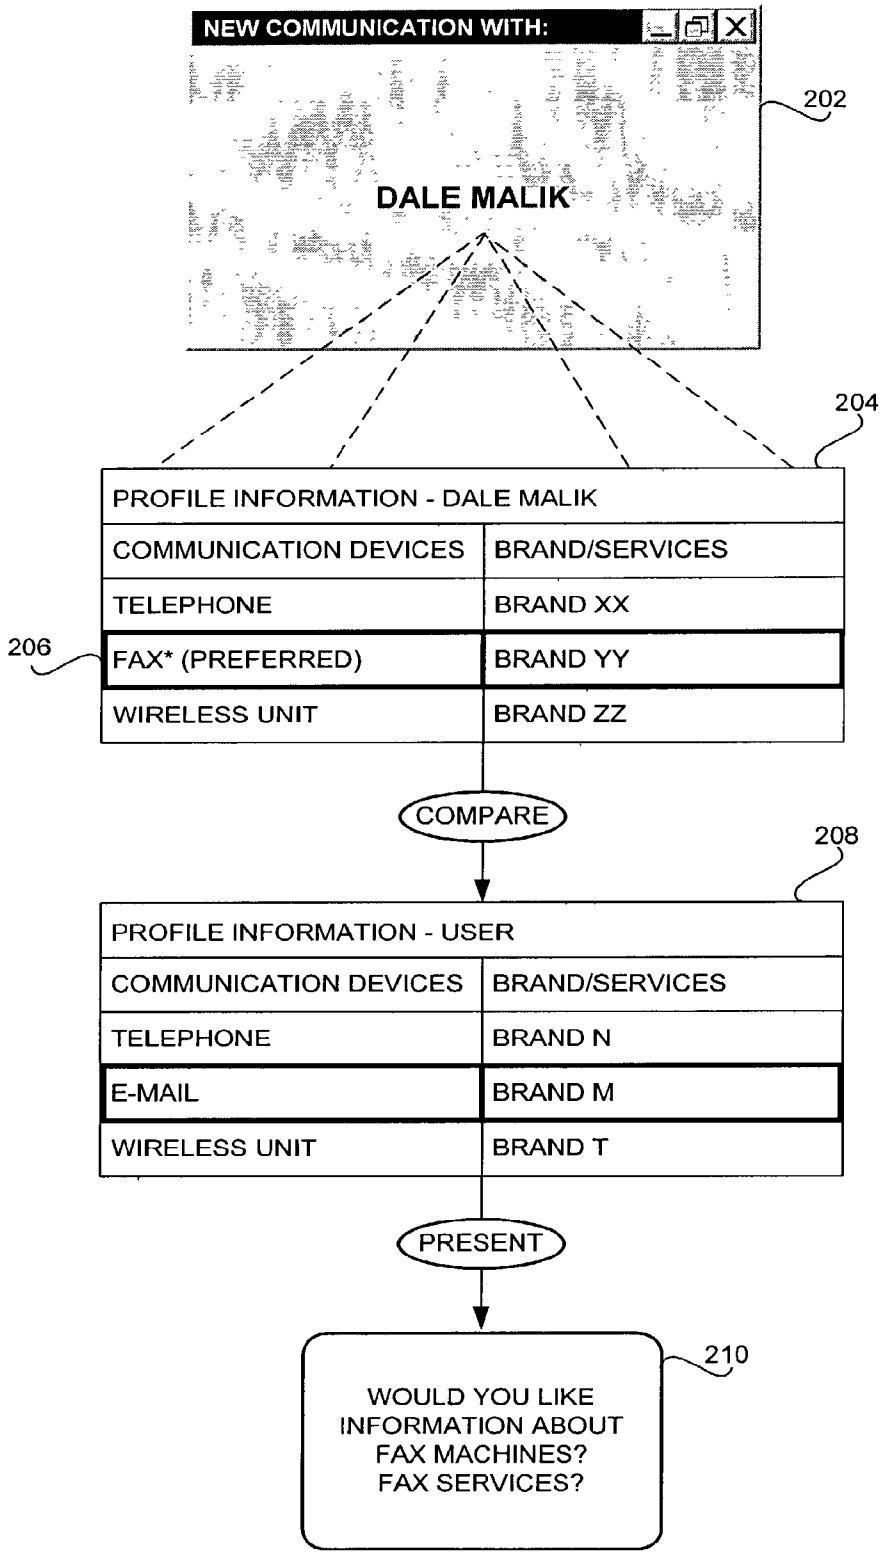 NEW COMMUNICATION WITH:
202
DALE MALIK
204
PROFILE INFORMATION - DALE MALIK
COMMUNICATION DEVICES BRAND/SERVICES
TELEPHONE BRAND XX
206
FAX* (PREFERRED) BRAND YY
WIRELESS UNIT BRAND ZZ
COMPARE
208
PROFILE INFORMATION - USER
COMMUNICATION DEVICES BRAND/SERVICES
TELEPHONE BRAND N
E-MAIL BRAND M
WIRELESS UNIT BRAND T
PRESENT
210
WOULD YOU LIKE
INFORMATION ABOUT
FAX MACHINES?
FAX SERVICES?